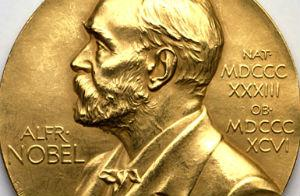 ALFR·
NOBEL
NAT·
MDCCC
XXXIII
OB·
MDCCC
XCVI